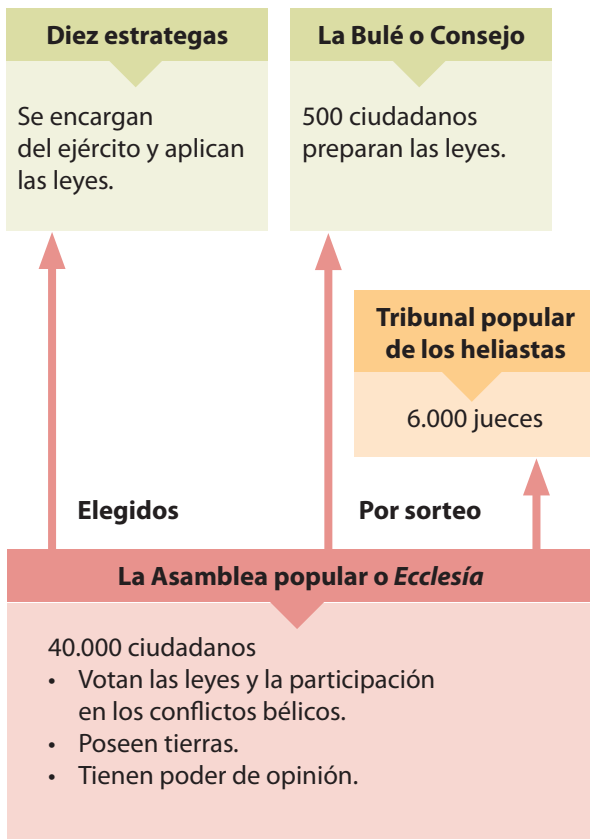 Diez estrategas
Se encargan
del ejército y aplican
las leyes.
La Bulé o Consejo
500 ciudadanos
preparan las leyes.
Tribunal popular
de los heliastas
6.000 jueces
Elegidos
Por sorteo
La Asamblea popular o Ecclesía
40.000 ciudadanos
• Votan las leyes y la participación
en los conflictos bélicos.
• Poseen tierras.
• Tienen poder de opinión.